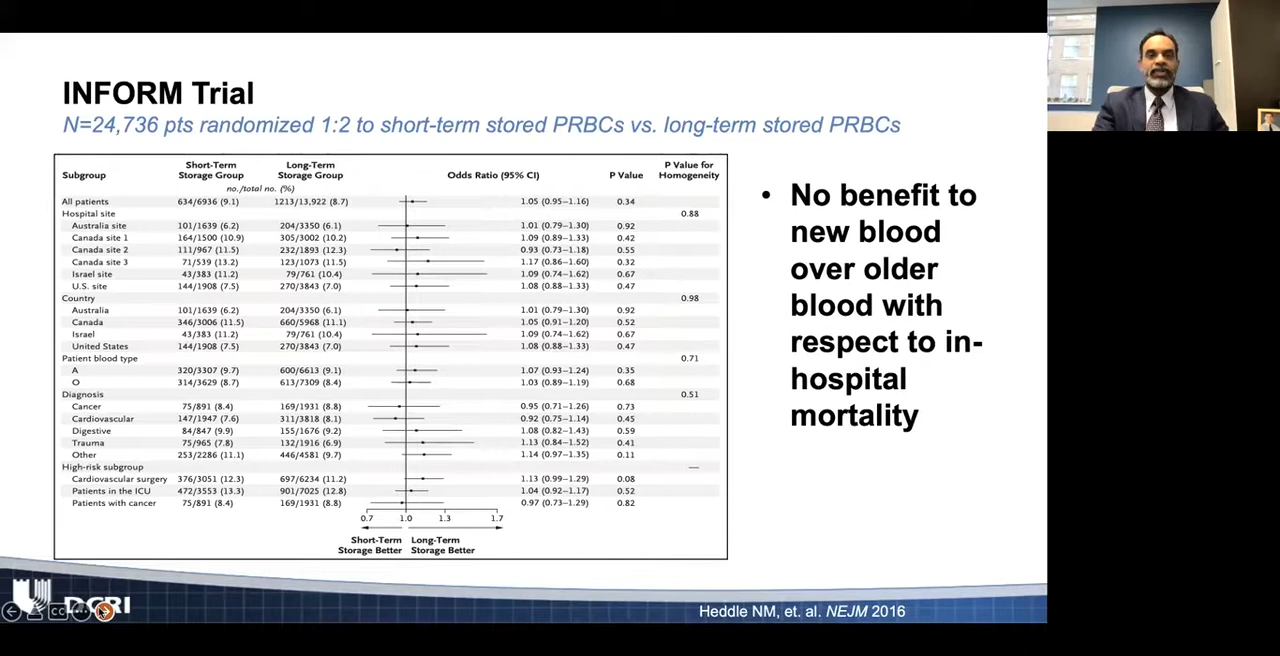 INFORM Trial
N=24,736 pts randomized 1:2 to short-term stored PRBCs vs. long-term stored PRBCs
Subgroup Short-Term Storage Group Long-Term Storage Group Odds Ratio (95% CI) P Value P Value for Homogeneity
no./total no. (%)
All patients 634/6936 (9.1) 1213/13,922 (8.7) 1.05 (0.95–1.16) 0.34
Hospital site 0.88
Australia site 101/1639 (6.2) 204/3350 (6.1) 1.01 (0.79–1.30) 0.92
Canada site 1 164/1500 (10.9) 305/3002 (10.2) 1.09 (0.89–1.33) 0.42
Canada site 2 111/967 (11.5) 232/1893 (12.3) 0.93 (0.73–1.18) 0.55
Canada site 3 71/539 (13.2) 123/1073 (11.5) 1.17 (0.86–1.60) 0.32
Israel site 43/383 (11.2) 79/761 (10.4) 1.09 (0.74–1.62) 0.67
U.S. site 144/1908 (7.5) 270/3843 (7.0) 1.08 (0.88–1.33) 0.47
Country 0.98
Australia 101/1639 (6.2) 204/3350 (6.1) 1.01 (0.79–1.30) 0.92
Canada 346/3006 (11.5) 660/5968 (11.1) 1.05 (0.91–1.20) 0.52
Israel 43/383 (11.2) 79/761 (10.4) 1.09 (0.74–1.62) 0.67
United States 144/1908 (7.5) 270/3843 (7.0) 1.08 (0.88–1.33) 0.47
Patient blood type 0.71
A 320/3307 (9.7) 600/6613 (9.1) 1.07 (0.93–1.24) 0.35
O 314/3629 (8.7) 613/7309 (8.4) 1.03 (0.89–1.19) 0.68
Diagnosis 0.51
Cancer 75/891 (8.4) 169/1931 (8.8) 0.95 (0.71–1.26) 0.73
Cardiovascular 147/1947 (7.6) 311/3818 (8.1) 0.92 (0.75–1.14) 0.45
Digestive 84/847 (9.9) 155/1676 (9.2) 1.08 (0.82–1.43) 0.59
Trauma 75/965 (7.8) 132/1916 (6.9) 1.13 (0.84–1.52) 0.41
Other 253/2286 (11.1) 446/4581 (9.7) 1.14 (0.97–1.35) 0.11
High-risk subgroup —
Cardiovascular surgery 376/3051 (12.3) 697/6234 (11.2) 1.13 (0.99–1.29) 0.08
Patients in the ICU 472/3553 (13.3) 901/7025 (12.8) 1.04 (0.92–1.17) 0.52
Patients with cancer 75/891 (8.4) 169/1931 (8.8) 0.97 (0.73–1.29) 0.82
0.7 1.0 1.3 1.7
Short-Term Storage Better Long-Term Storage Better
• No benefit to
new blood
over older
blood with
respect to in-
hospital
mortality
DCRI
CC
Heddle NM, et. al. NEJM 2016